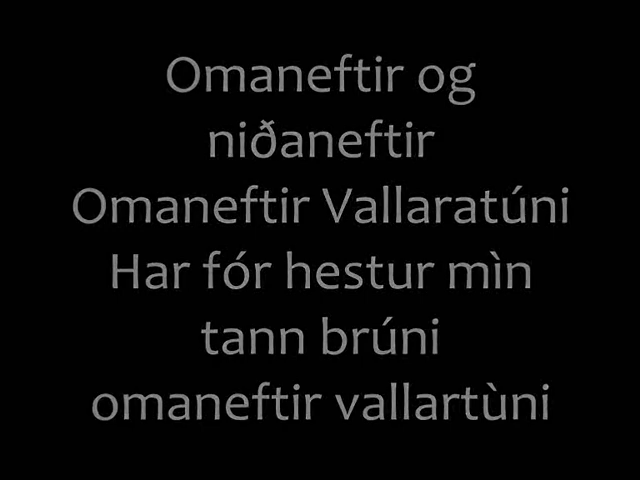 Omaneftir og
niðaneftir
Omaneftir Vallaratúni
Har fór hestur mìn
tann brúni
omaneftir vallartùni